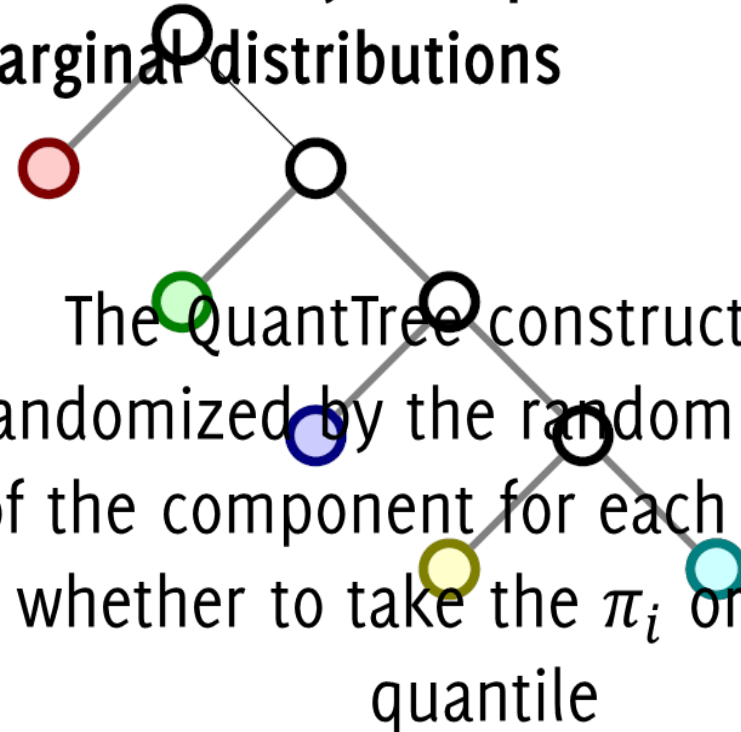 arginal distributions
The QuantTree construct
andomized by the random
of the component for each
whether to take the πᵢ or
quantile